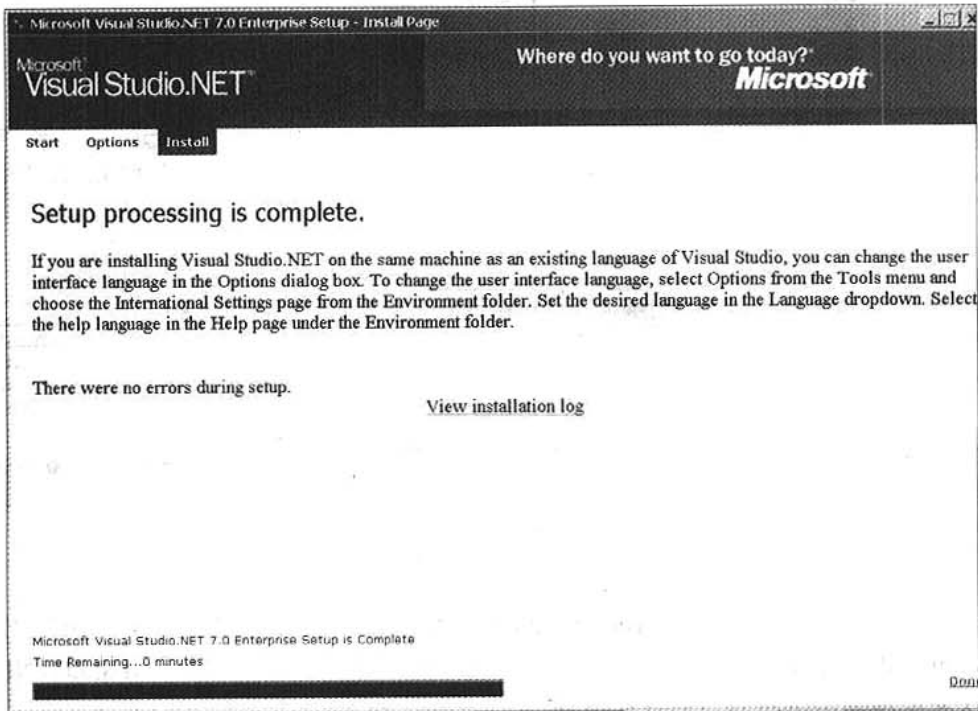 Microsoft Visual Studio.NET 7.0 Enterprise Setup - Install Page
Microsoft
Visual Studio.NET
Where do you want to go today?
Microsoft
Start Options Install
Setup processing is complete.
If you are installing Visual Studio.NET on the same machine as an existing language of Visual Studio, you can change the user
interface language in the Options dialog box. To change the user interface language, select Options from the Tools menu and
choose the International Settings page from the Environment folder. Set the desired language in the Language dropdown. Select
the help language in the Help page under the Environment folder.
There were no errors during setup.
View installation log
Microsoft Visual Studio.NET 7.0 Enterprise Setup is Complete
Time Remaining...0 minutes
Done